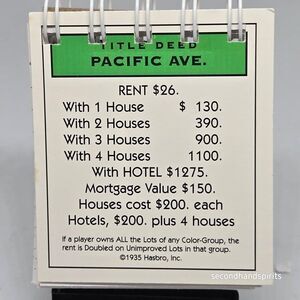 TITLE DEED
PACIFIC AVE.
RENT $26.
With 1 House $ 130.
With 2 Houses 390.
With 3 Houses 900.
With 4 Houses 1100.
With HOTEL $1275.
Mortgage Value $150.
Houses cost $200. each
Hotels, $200. plus 4 houses
If a player owns ALL the Lots of any Color-Group, the
rent is Doubled on Unimproved Lots in that group.
©1935 Hasbro, Inc.
secondhandspirits